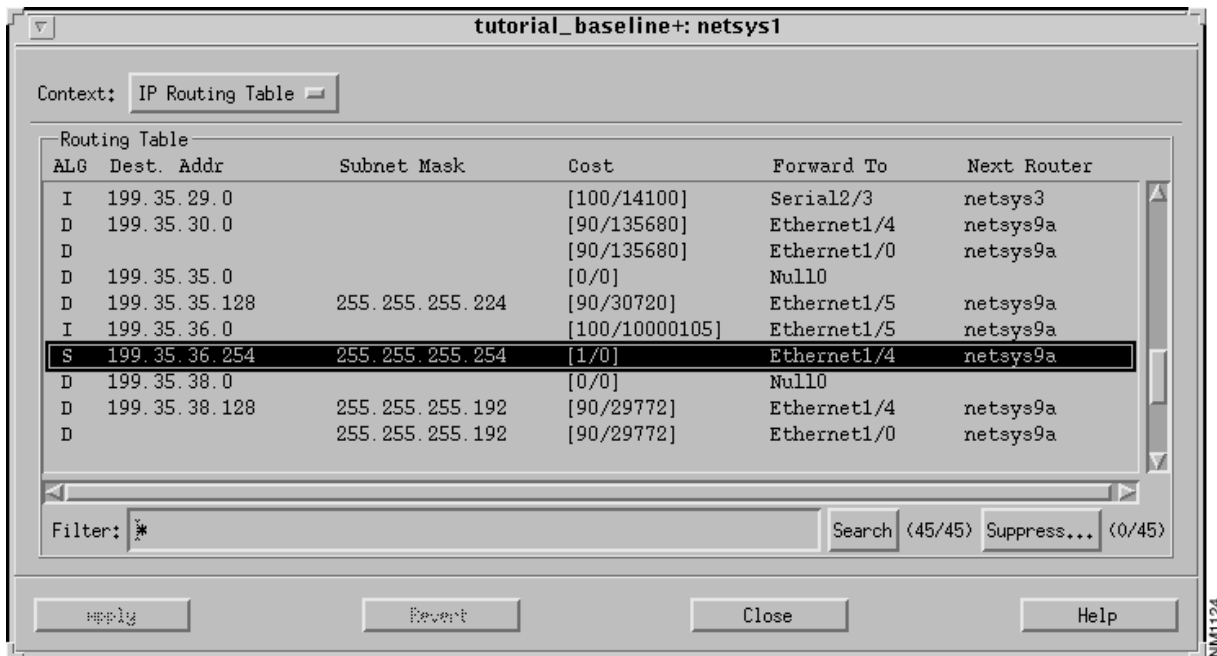 tutorial_baseline+: netsys1
Context: IP Routing Table
Routing Table
ALG Dest. Addr Subnet Mask Cost Forward To Next Router
I 199.35.29.0 [100/14100] Serial2/3 netsys3
D 199.35.30.0 [90/135680] Ethernet1/4 netsys9a
D [90/135680] Ethernet1/0 netsys9a
D 199.35.35.0 [0/0] Null0
D 199.35.35.128 255.255.255.224 [90/30720] Ethernet1/5 netsys9a
I 199.35.36.0 [100/10000105] Ethernet1/5 netsys9a
S 199.35.36.254 255.255.255.254 [1/0] Ethernet1/4 netsys9a
D 199.35.38.0 [0/0] Null0
D 199.35.38.128 255.255.255.192 [90/29772] Ethernet1/4 netsys9a
D 255.255.255.192 [90/29772] Ethernet1/0 netsys9a
Filter: * Search (45/45) Suppress... (0/45)
Apply Revert Close Help
NM1124